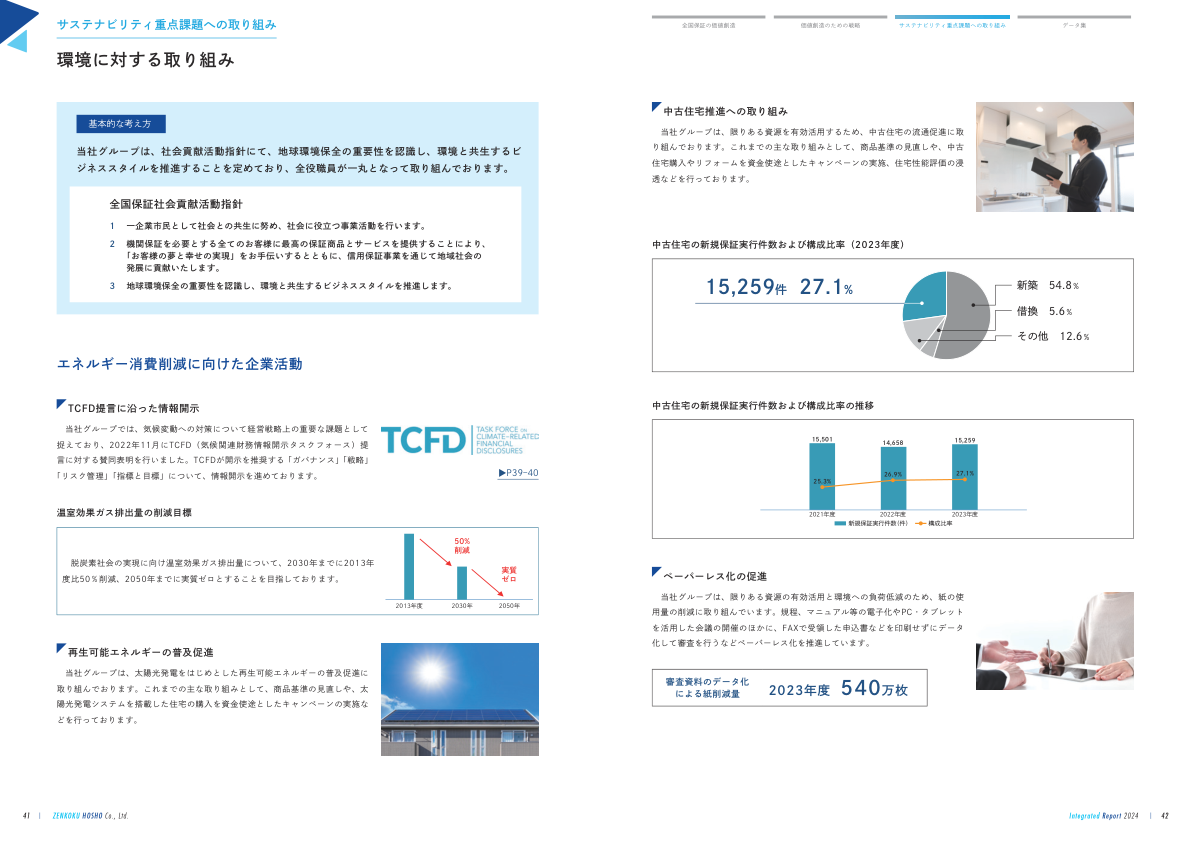 サステナビリティ重点課題への取り組み
環境に対する取り組み
基本的な考え方
当社グループは、社会貢献活動指針にて、地球環境保全の重要性を認識し、環境と共生するビ
ジネススタイルを推進することを定めており、全役職員が一丸となって取り組んでおります。
全国保証社会貢献活動指針
1 一企業市民として社会との共生に努め、社会に役立つ事業活動を行います。
2 機関保証を必要とする全てのお客様に最高の保証商品とサービスを提供することにより、
「お客様の夢と幸せの実現」をお手伝いするとともに、信用保証事業を通じて地域社会の
発展に貢献いたします。
3 地球環境保全の重要性を認識し、環境と共生するビジネススタイルを推進します。
エネルギー消費削減に向けた企業活動
TCFD提言に沿った情報開示
当社グループでは、気候変動への対策について経営戦略上の重要な課題として
捉えており、2022年11月にTCFD（気候関連財務情報開示タスクフォース）提
言に対する賛同表明を行いました。TCFDが開示を推奨する「ガバナンス」「戦略」
「リスク管理」「指標と目標」について、情報開示を進めております。
TCFD
TASK FORCE ON
CLIMATE-RELATED
FINANCIAL
DISCLOSURES
▶P39-40
温室効果ガス排出量の削減目標
脱炭素社会の実現に向け温室効果ガス排出量について、2030年までに2013年
度比50％削減、2050年までに実質ゼロとすることを目指しております。
50%
削減
実質
ゼロ
2013年度 2030年 2050年
再生可能エネルギーの普及促進
当社グループは、太陽光発電をはじめとした再生可能エネルギーの普及促進に
取り組んでおります。これまでの主な取り組みとして、商品基準の見直しや、太
陽光発電システムを搭載した住宅の購入を資金使途としたキャンペーンの実施な
どを行っております。
41 | ZENKOKU HOSHO Co., Ltd.
全国保証の価値創造 価値創造のための戦略 サステナビリティ重点課題への取り組み データ集
中古住宅推進への取り組み
当社グループは、限りある資源を有効活用するため、中古住宅の流通促進に取
り組んでおります。これまでの主な取り組みとして、商品基準の見直しや、中古
住宅購入やリフォームを資金使途としたキャンペーンの実施、住宅性能評価の浸
透などを行っております。
中古住宅の新規保証実行件数および構成比率（2023年度）
15,259件 27.1%
新築 54.8%
借換 5.6%
その他 12.6%
中古住宅の新規保証実行件数および構成比率の推移
15,501 14,658 15,259
25.3% 26.9% 27.1%
2021年度 2022年度 2023年度
新規保証実行件数（件） 構成比率
ペーパーレス化の促進
当社グループは、限りある資源の有効活用と環境への負荷低減のため、紙の使
用量の削減に取り組んでいます。規程、マニュアル等の電子化やPC・タブレット
を活用した会議の開催のほかに、FAXで受領した申込書などを印刷せずにデータ
化して審査を行うなどペーパーレス化を推進しています。
審査資料のデータ化
による紙削減量
2023年度 540万枚
Integrated Report 2024 | 42